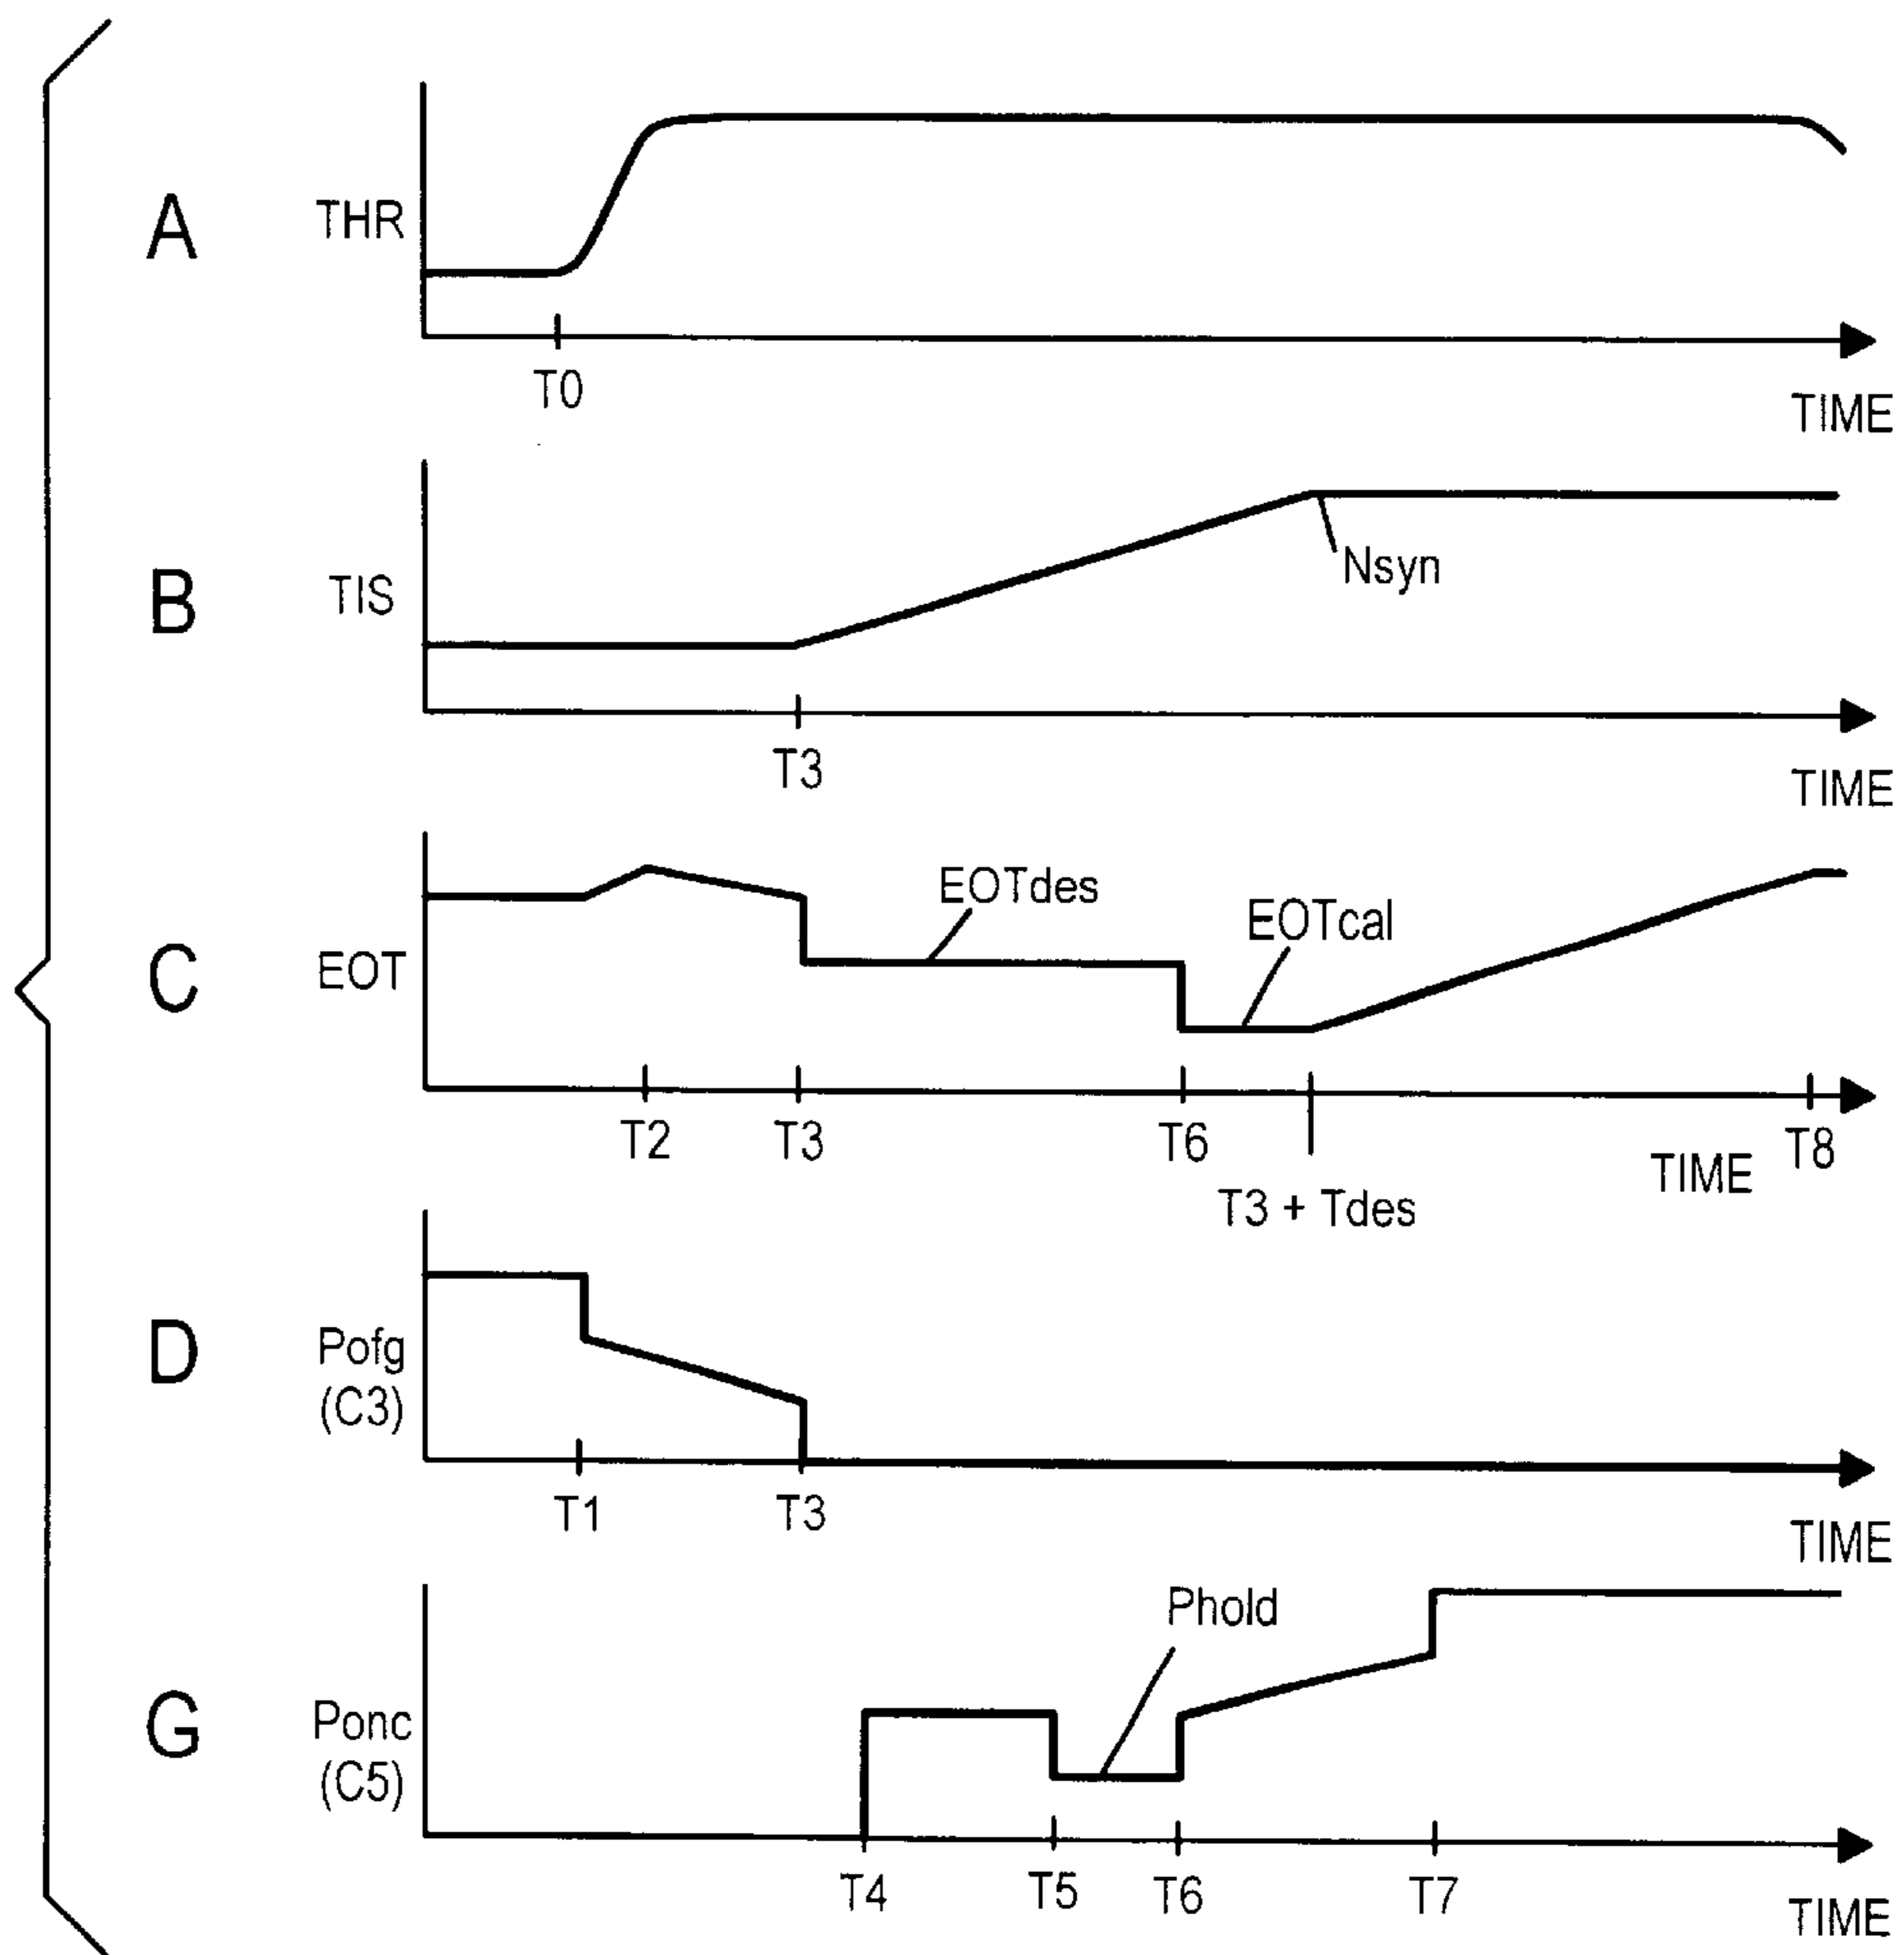 A
THR
T0
TIME
B
TIS
Nsyn
T3
TIME
C
EOT
EOTdes
EOTcal
T2
T3
T6
T3 + Tdes
TIME
T8
D
Pofg
(C3)
T1
T3
TIME
G
Ponc
(C5)
Phold
T4
T5
T6
T7
TIME